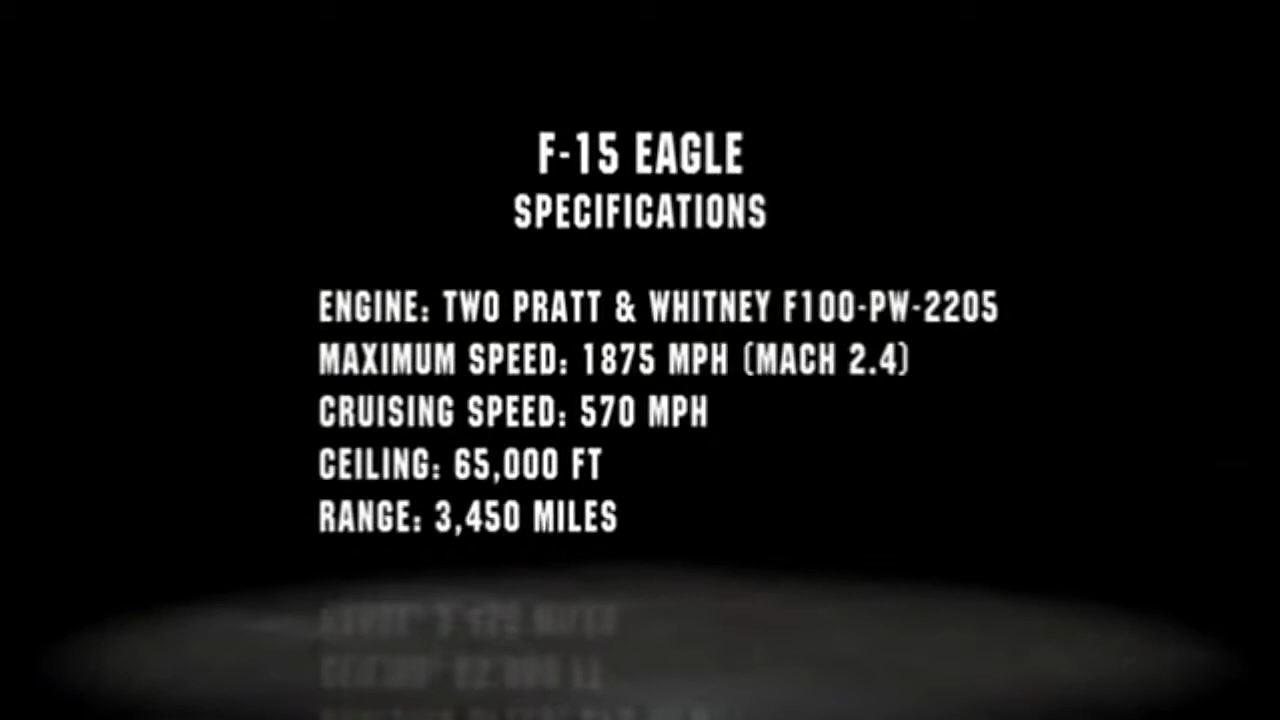 F-15 EAGLE
SPECIFICATIONS
ENGINE: TWO PRATT & WHITNEY F100-PW-2205
MAXIMUM SPEED: 1875 MPH (MACH 2.4)
CRUISING SPEED: 570 MPH
CEILING: 65,000 FT
RANGE: 3,450 MILES